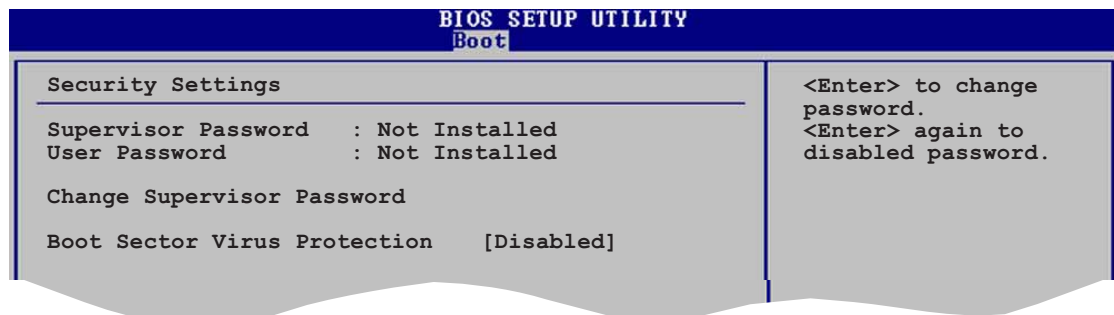 BIOS SETUP UTILITY
Boot
Security Settings
Supervisor Password : Not Installed
User Password : Not Installed
Change Supervisor Password
Boot Sector Virus Protection [Disabled]
<Enter> to change
password.
<Enter> again to
disabled password.